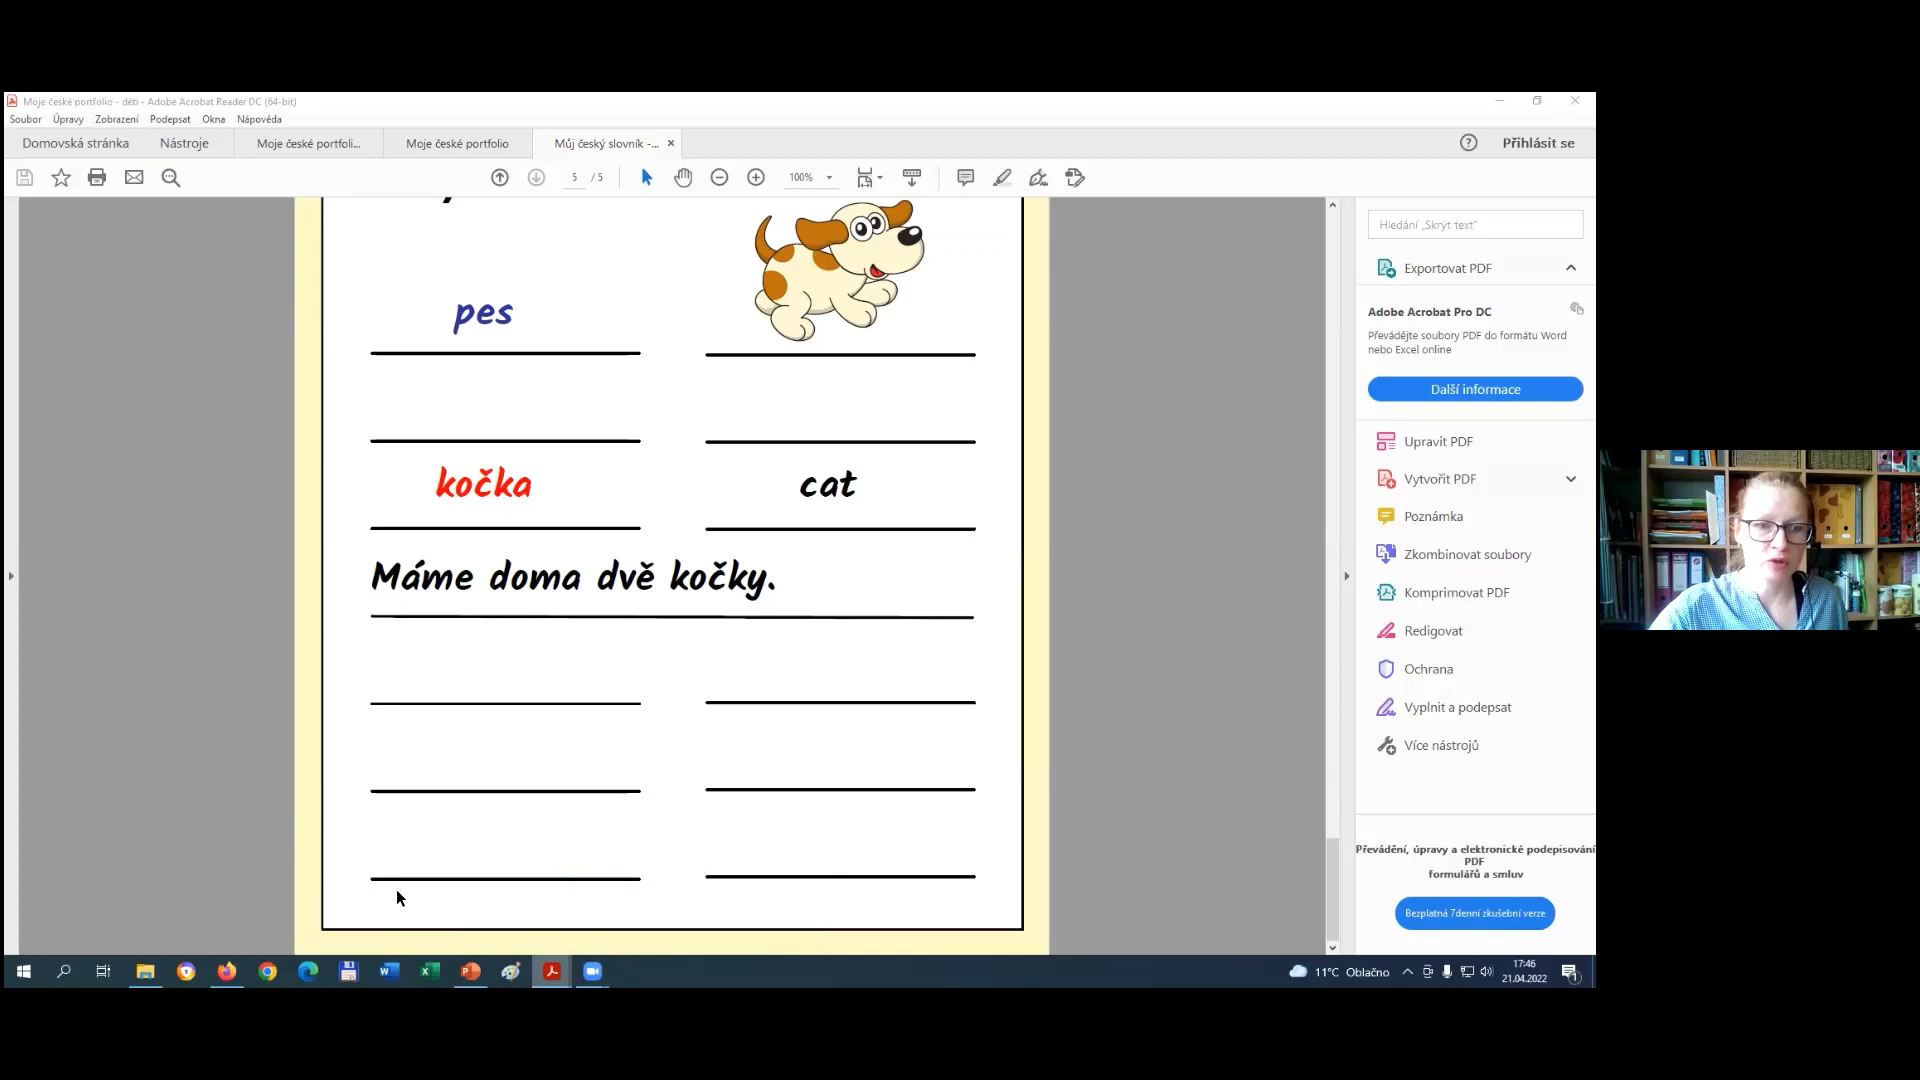 Moje české portfolio - děti - Adobe Acrobat Reader DC (64-bit)
Soubor Úpravy Zobrazení Podepsat Okna Nápověda
Domovská stránka Nástroje Moje české portfoli... Moje české portfolio Můj český slovník -... Přihlásit se
5 / 5 100%
pes
kočka cat
Máme doma dvě kočky.
Hledání „Skrýt text"
Exportovat PDF
Adobe Acrobat Pro DC
Převádějte soubory PDF do formátu Word
nebo Excel online
Další informace
Upravit PDF
Vytvořit PDF
Poznámka
Zkombinovat soubory
Komprimovat PDF
Redigovat
Ochrana
Vyplnit a podepsat
Více nástrojů
Převádění, úpravy a elektronické podepisování
PDF
formulářů a smluv
Bezplatná 7denní zkušební verze
11°C Oblačno
17:46
21.04.2022